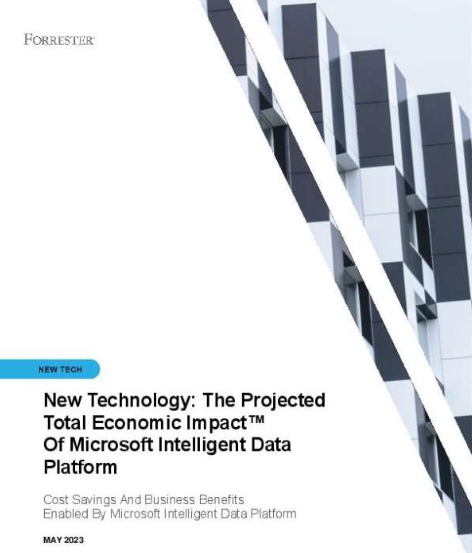 FORRESTER
NEW TECH
New Technology: The Projected
Total Economic Impact™
Of Microsoft Intelligent Data
Platform
Cost Savings And Business Benefits
Enabled By Microsoft Intelligent Data Platform
MAY 2023